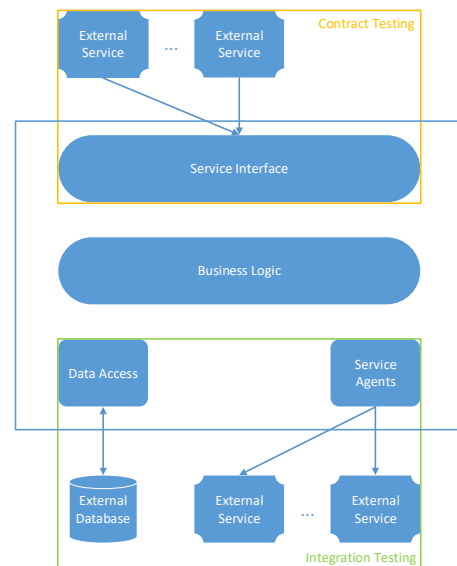 Contract Testing
External
Service
...
External
Service
Service Interface
Business Logic
Data Access
Service
Agents
External
Database
External
Service
...
External
Service
Integration Testing